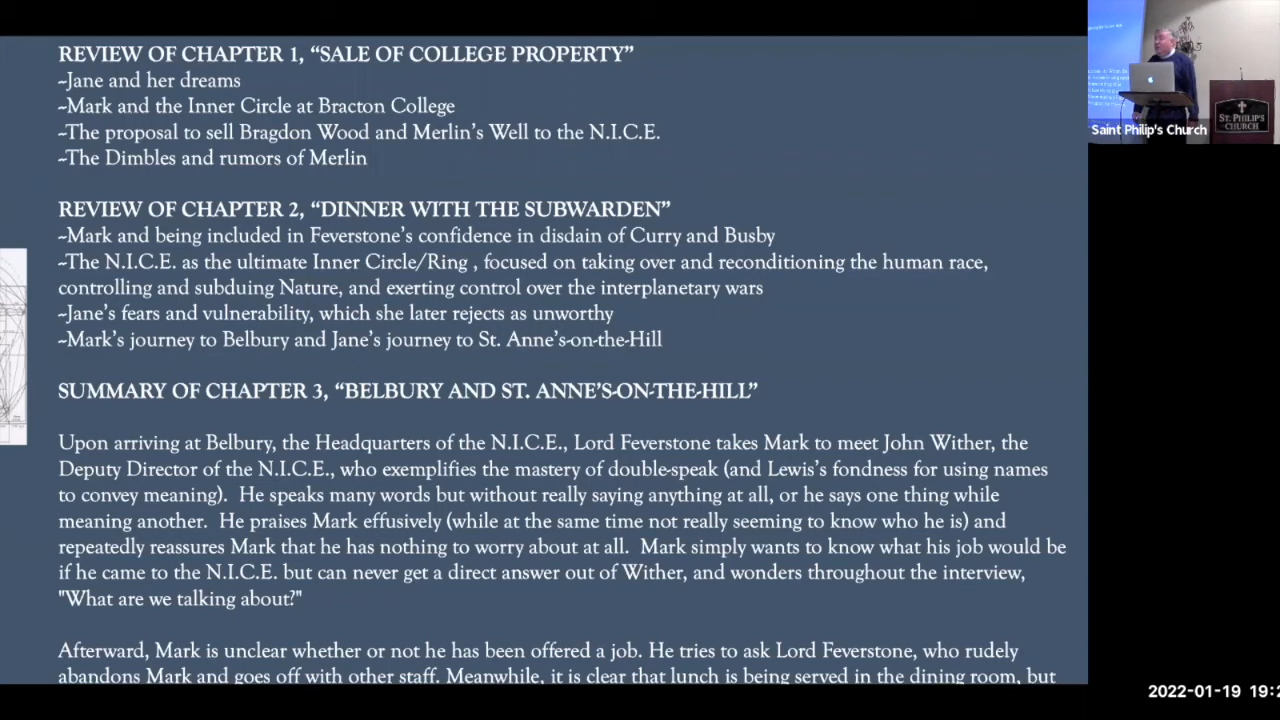 REVIEW OF CHAPTER 1, “SALE OF COLLEGE PROPERTY”
~Jane and her dreams
~Mark and the Inner Circle at Bracton College
~The proposal to sell Bragdon Wood and Merlin’s Well to the N.I.C.E.
~The Dimbles and rumors of Merlin
REVIEW OF CHAPTER 2, “DINNER WITH THE SUBWARDEN”
~Mark and being included in Feverstone’s confidence in disdain of Curry and Busby
~The N.I.C.E. as the ultimate Inner Circle/Ring , focused on taking over and reconditioning the human race,
controlling and subduing Nature, and exerting control over the interplanetary wars
~Jane’s fears and vulnerability, which she later rejects as unworthy
~Mark’s journey to Belbury and Jane’s journey to St. Anne’s-on-the-Hill
SUMMARY OF CHAPTER 3, “BELBURY AND ST. ANNE’S-ON-THE-HILL”
Upon arriving at Belbury, the Headquarters of the N.I.C.E., Lord Feverstone takes Mark to meet John Wither, the
Deputy Director of the N.I.C.E., who exemplifies the mastery of double-speak (and Lewis’s fondness for using names
to convey meaning).  He speaks many words but without really saying anything at all, or he says one thing while
meaning another.  He praises Mark effusively (while at the same time not really seeming to know who he is) and
repeatedly reassures Mark that he has nothing to worry about at all.  Mark simply wants to know what his job would be
if he came to the N.I.C.E. but can never get a direct answer out of Wither, and wonders throughout the interview,
"What are we talking about?"
Afterward, Mark is unclear whether or not he has been offered a job. He tries to ask Lord Feverstone, who rudely
abandons Mark and goes off with other staff. Meanwhile, it is clear that lunch is being served in the dining room, but
Saint Philip's Church
ST. PHILIP'S
CHURCH
2022-01-19 19:2